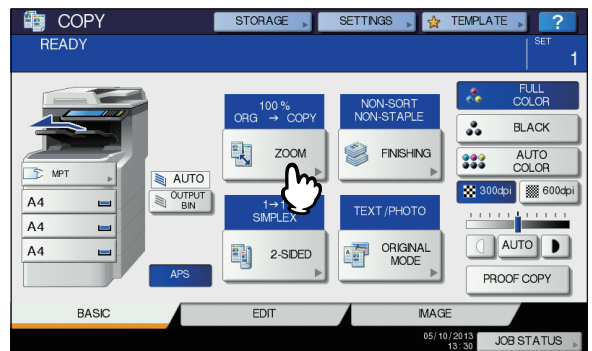 COPY
STORAGE
SETTINGS
TEMPLATE
?
READY
SET
1
100 %
ORG → COPY
ZOOM
NON-SORT
NON-STAPLE
FINISHING
FULL
COLOR
BLACK
AUTO
COLOR
300dpi
600dpi
MPT
A4
A4
A4
AUTO
OUTPUT
BIN
APS
1→1
SIMPLEX
2-SIDED
TEXT/PHOTO
ORIGINAL
MODE
AUTO
PROOF COPY
BASIC
EDIT
IMAGE
05/10/2013
13:30
JOB STATUS